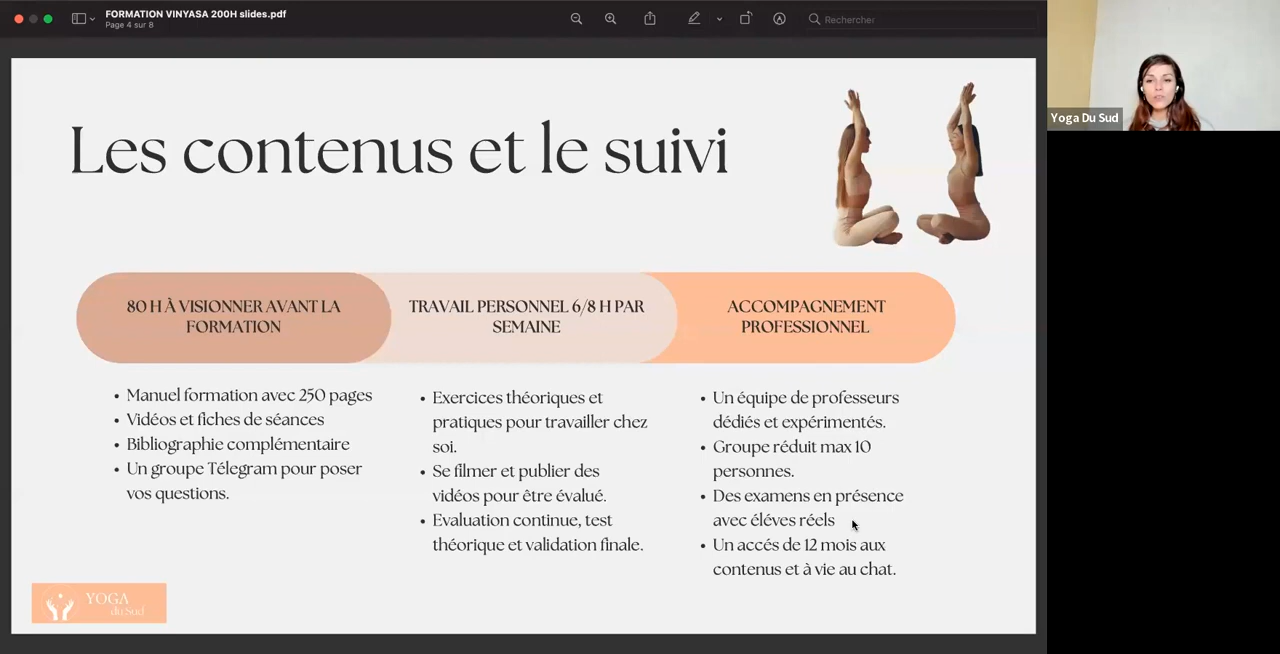 FORMATION VINYASA 200H slides.pdf
Page 4 sur 8
Rechercher
Yoga Du Sud
Les contenus et le suivi
80 H À VISIONNER AVANT LA
FORMATION
• Manuel formation avec 250 pages
• Vidéos et fiches de séances
• Bibliographie complémentaire
• Un groupe Télegram pour poser
vos questions.
TRAVAIL PERSONNEL 6/8 H PAR
SEMAINE
• Exercices théoriques et
pratiques pour travailler chez
soi.
• Se filmer et publier des
vidéos pour être évalué.
• Evaluation continue, test
théorique et validation finale.
ACCOMPAGNEMENT
PROFESSIONNEL
• Un équipe de professeurs
dédiés et expérimentés.
• Groupe réduit max 10
personnes.
• Des examens en présence
avec éléves réels
• Un accés de 12 mois aux
contenus et à vie au chat.
YOGA
du Sud